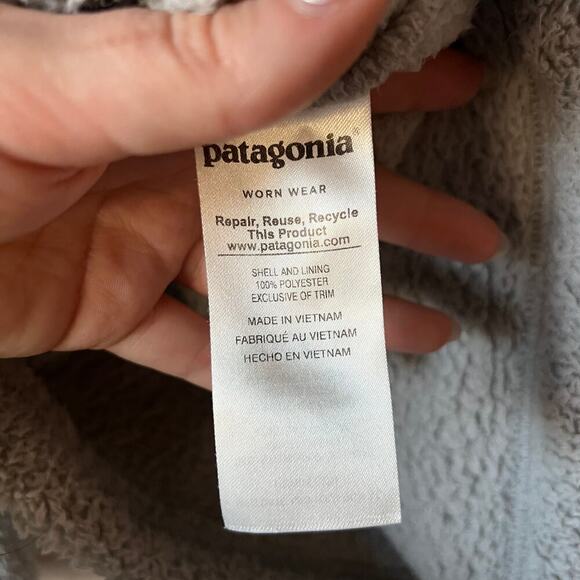 patagonia®
WORN WEAR
Repair, Reuse, Recycle
This Product
www.patagonia.com
SHELL AND LINING
100% POLYESTER
EXCLUSIVE OF TRIM
MADE IN VIETNAM
FABRIQUÉ AU VIETNAM
HECHO EN VIETNAM